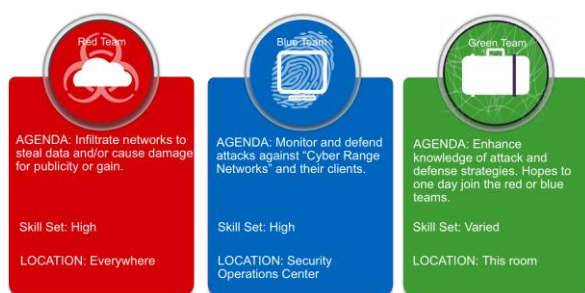 Red Team
AGENDA: Infiltrate networks to
steal data and/or cause damage
for publicity or gain.
Skill Set: High
LOCATION: Everywhere
Blue Team
AGENDA: Monitor and defend
attacks against “Cyber Range
Networks” and their clients.
Skill Set: High
LOCATION: Security
Operations Center
Green Team
AGENDA: Enhance
knowledge of attack and
defense strategies. Hopes to
one day join the red or blue
teams.
Skill Set: Varied
LOCATION: This room